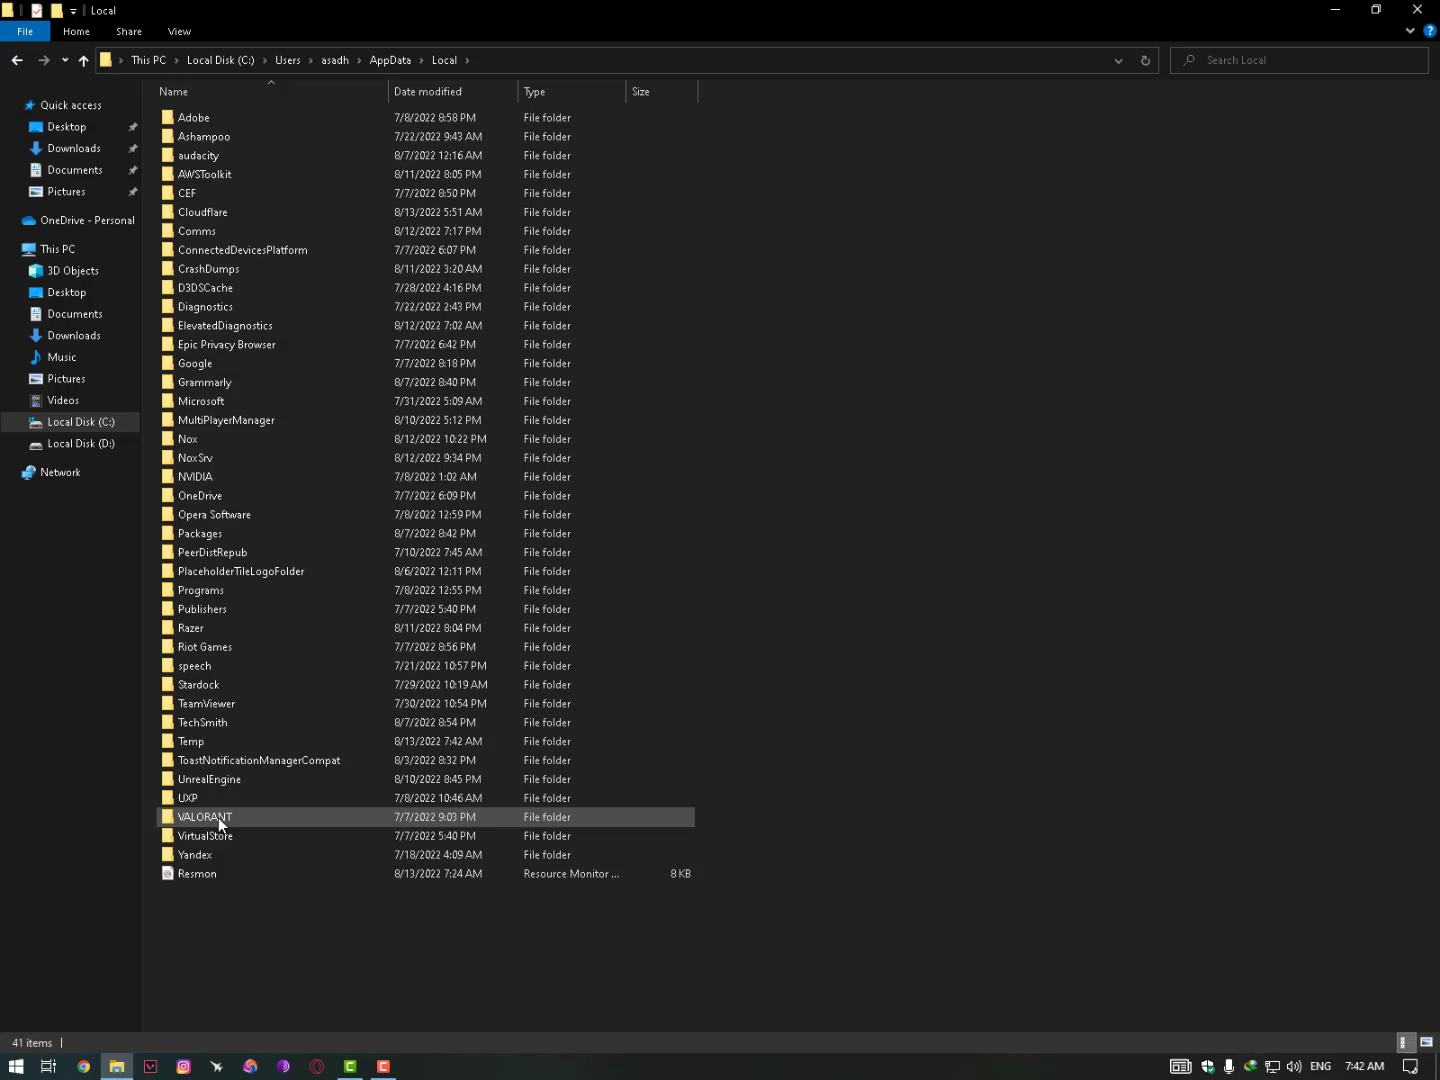 Local
File Home Share View
This PC Local Disk (C:) Users asadh AppData Local
Search Local
Name Date modified Type Size
Quick access
Desktop
Downloads
Documents
Pictures
OneDrive - Personal
This PC
3D Objects
Desktop
Documents
Downloads
Music
Pictures
Videos
Local Disk (C:)
Local Disk (D:)
Network
Adobe 7/8/2022 8:58 PM File folder
Ashampoo 7/22/2022 9:43 AM File folder
audacity 8/7/2022 12:16 AM File folder
AWSToolkit 8/11/2022 8:05 PM File folder
CEF 7/7/2022 8:50 PM File folder
Cloudflare 8/13/2022 5:51 AM File folder
Comms 8/12/2022 7:17 PM File folder
ConnectedDevicesPlatform 7/7/2022 6:07 PM File folder
CrashDumps 8/11/2022 3:20 AM File folder
D3DSCache 7/28/2022 4:16 PM File folder
Diagnostics 7/22/2022 2:43 PM File folder
ElevatedDiagnostics 8/12/2022 7:02 AM File folder
Epic Privacy Browser 7/7/2022 6:42 PM File folder
Google 7/7/2022 8:18 PM File folder
Grammarly 8/7/2022 8:40 PM File folder
Microsoft 7/31/2022 5:09 AM File folder
MultiPlayerManager 8/10/2022 5:12 PM File folder
Nox 8/12/2022 10:22 PM File folder
NoxSrv 8/12/2022 9:34 PM File folder
NVIDIA 7/8/2022 1:02 AM File folder
OneDrive 7/7/2022 6:09 PM File folder
Opera Software 7/8/2022 12:59 PM File folder
Packages 8/7/2022 8:42 PM File folder
PeerDistRepub 7/10/2022 7:45 AM File folder
PlaceholderTileLogoFolder 8/6/2022 12:11 PM File folder
Programs 7/8/2022 12:55 PM File folder
Publishers 7/7/2022 5:40 PM File folder
Razer 8/11/2022 8:04 PM File folder
Riot Games 7/7/2022 8:56 PM File folder
speech 7/21/2022 10:57 PM File folder
Stardock 7/29/2022 10:19 AM File folder
TeamViewer 7/30/2022 10:54 PM File folder
TechSmith 8/7/2022 8:54 PM File folder
Temp 8/13/2022 7:42 AM File folder
ToastNotificationManagerCompat 8/3/2022 8:32 PM File folder
UnrealEngine 8/10/2022 8:45 PM File folder
UXP 7/8/2022 10:46 AM File folder
VALORANT 7/7/2022 9:03 PM File folder
VirtualStore 7/7/2022 5:40 PM File folder
Yandex 7/18/2022 4:09 AM File folder
Resmon 8/13/2022 7:24 AM Resource Monitor ... 8 KB
41 items
ENG 7:42 AM